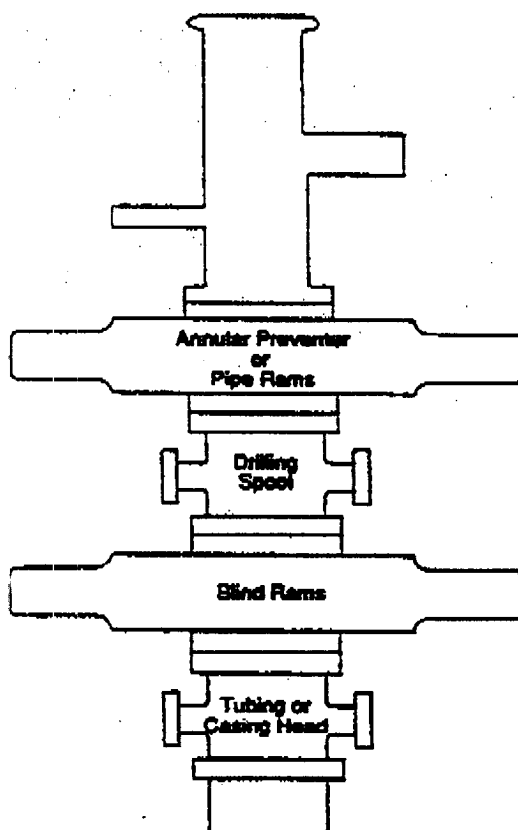 Annular Preventer
or
Pipe Rams
Drilling
Spool
Blind Rams
Tubing or
Casing Head